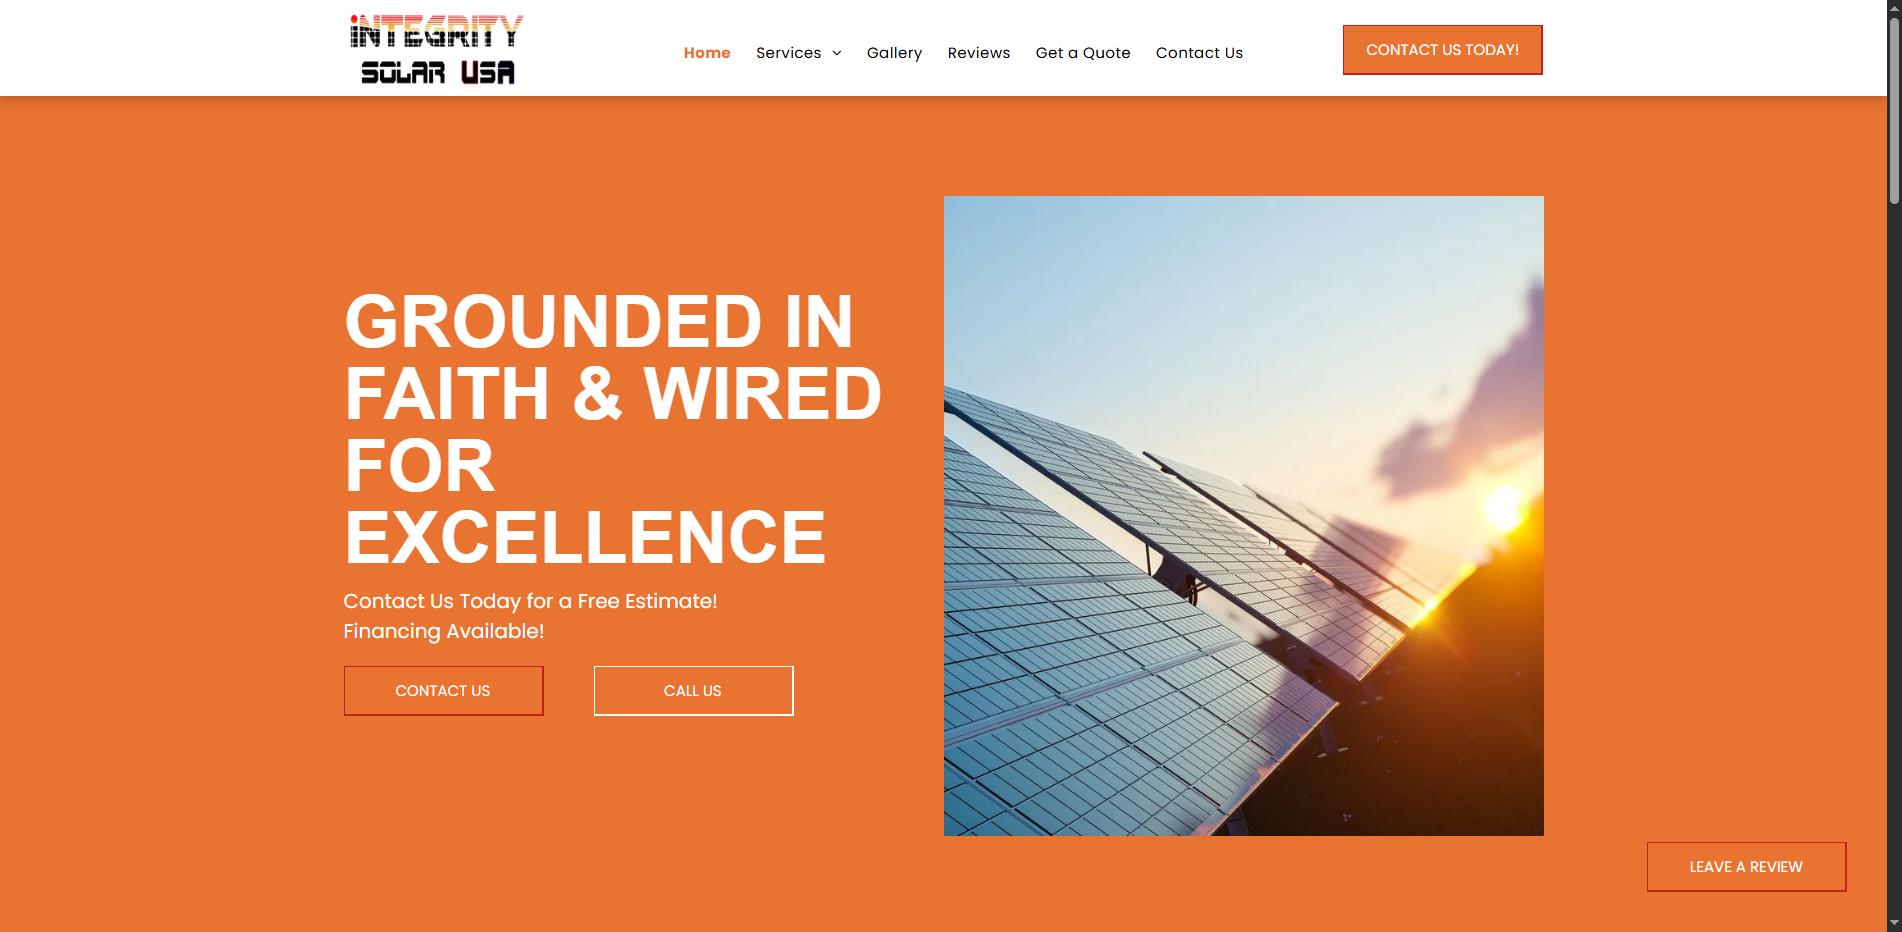 iNTEGRITY
SOLAR USA
Home Services Gallery Reviews Get a Quote Contact Us
CONTACT US TODAY!
GROUNDED IN
FAITH & WIRED
FOR
EXCELLENCE
Contact Us Today for a Free Estimate!
Financing Available!
CONTACT US
CALL US
LEAVE A REVIEW